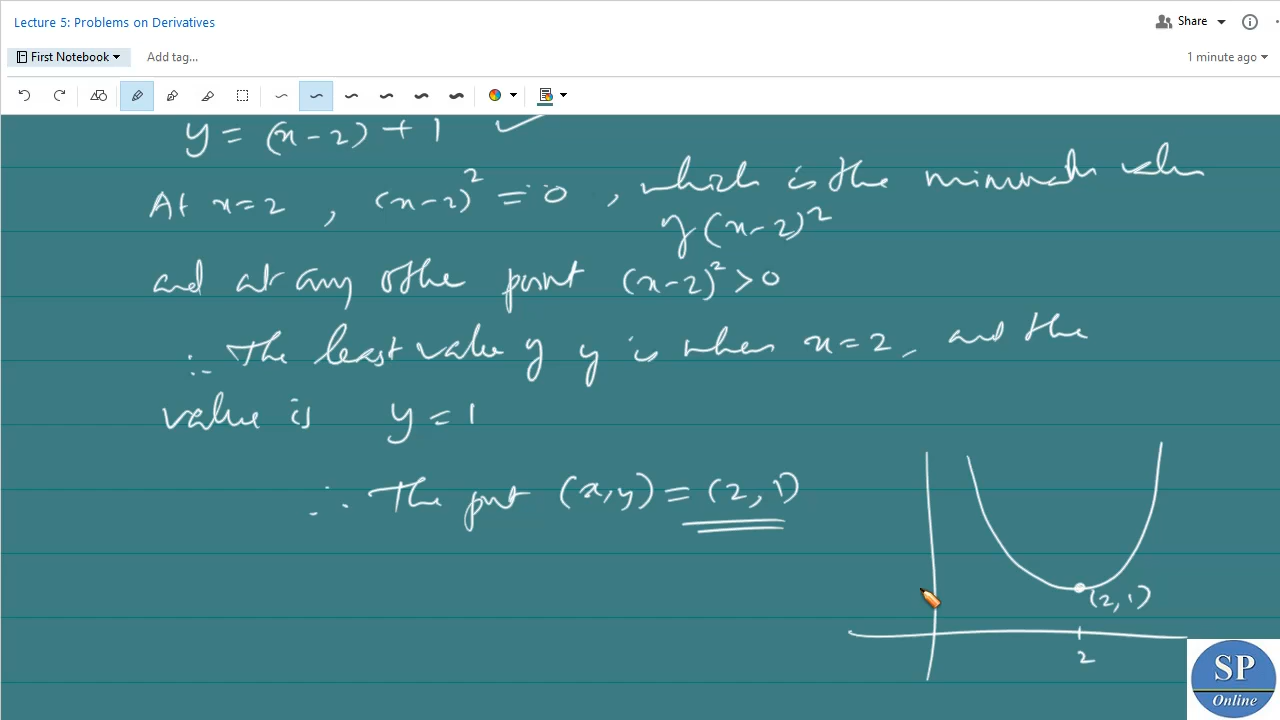 Lecture 5: Problems on Derivatives
Share
First Notebook
Add tag...
1 minute ago
y = (x-2) + 1
At x=2 , (x-2)² = 0 , which is the minimum value
of (x-2)²
and at any other point (x-2)² > 0
∴ The least value of y is when x = 2, and the
value is y = 1
∴ The point (x,y) = (2, 1)
(2, 1)
2
SP
Online